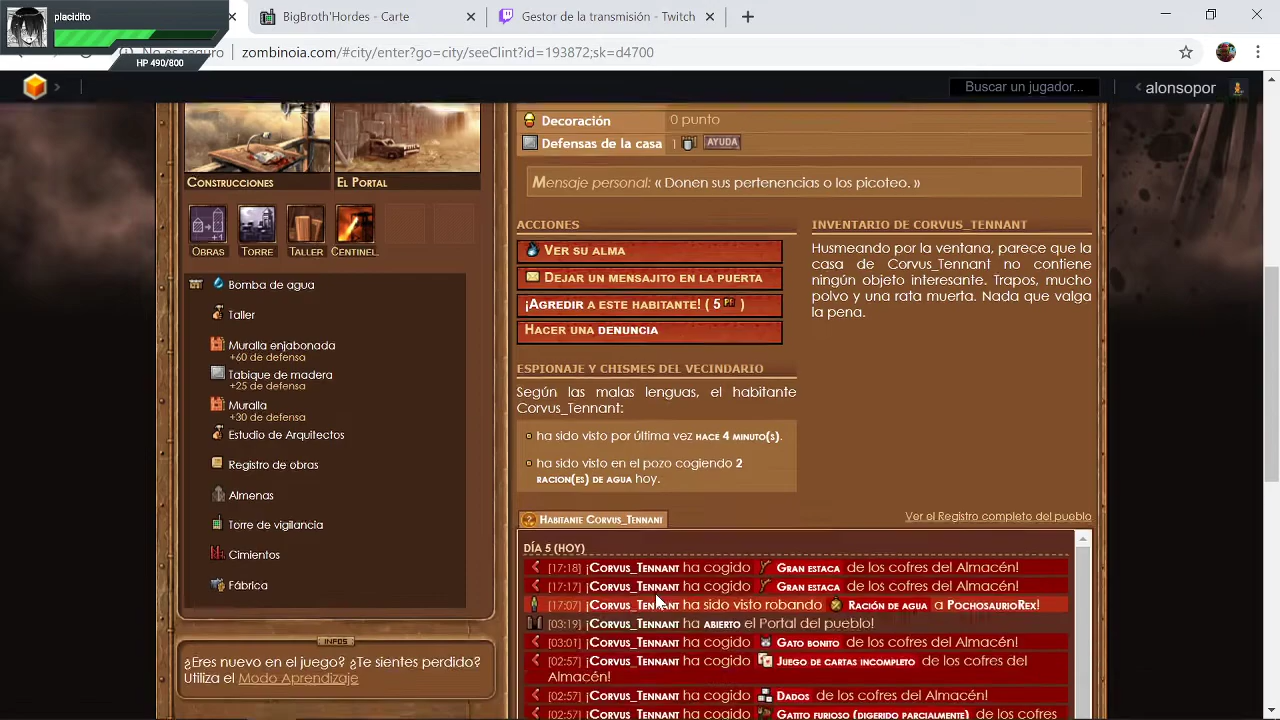 placidito
HP 490/800
BigBroth'Hordes - Carte
Gestor de la transmisión - Twitch
No es seguro
zombinoia.com/#city/enter?go=city/seeClint?id=193872;sk=d4700
Buscar un jugador...
alonsopor
Construcciones
El Portal
Obras
Torre
Taller
Centinel
+1
Bomba de agua
Taller
Muralla enjabonada
+60 de defensa
Tabique de madera
+25 de defensa
Muralla
+30 de defensa
Estudio de Arquitectos
Registro de obras
Almenas
Torre de vigilancia
Cimientos
Fábrica
INFOS
¿Eres nuevo en el juego? ¿Te sientes perdido?
Utiliza el Modo Aprendizaje
Decoración 0 punto
Defensas de la casa 1 AYUDA
Mensaje personal: « Donen sus pertenencias o los picoteo. »
ACCIONES
Ver su alma
Dejar un mensajito en la puerta
¡Agredir a este habitante! ( 5 )
Hacer una denuncia
ESPIONAJE Y CHISMES DEL VECINDARIO
Según las malas lenguas, el habitante
Corvus_Tennant:
ha sido visto por última vez hace 4 minuto(s).
ha sido visto en el pozo cogiendo 2
racion(es) de agua hoy.
INVENTARIO DE CORVUS_TENNANT
Husmeando por la ventana, parece que la
casa de Corvus_Tennant no contiene
ningún objeto interesante. Trapos, mucho
polvo y una rata muerta. Nada que valga
la pena.
Habitante Corvus_Tennant
Ver el Registro completo del pueblo
DÍA 5 (HOY)
[17:18] ¡Corvus_Tennant ha cogido Gran estaca de los cofres del Almacén!
[17:17] ¡Corvus_Tennant ha cogido Gran estaca de los cofres del Almacén!
[17:07] ¡Corvus_Tennant ha sido visto robando Ración de agua a PochosaurioRex!
[03:19] ¡Corvus_Tennant ha abierto el Portal del pueblo!
[03:01] ¡Corvus_Tennant ha cogido Gato bonito de los cofres del Almacén!
[02:57] ¡Corvus_Tennant ha cogido Juego de cartas incompleto de los cofres del
Almacén!
[02:57] ¡Corvus_Tennant ha cogido Dados de los cofres del Almacén!
[02:57] ¡Corvus_Tennant ha cogido Gatito furioso (digerido parcialmente) de los cofres